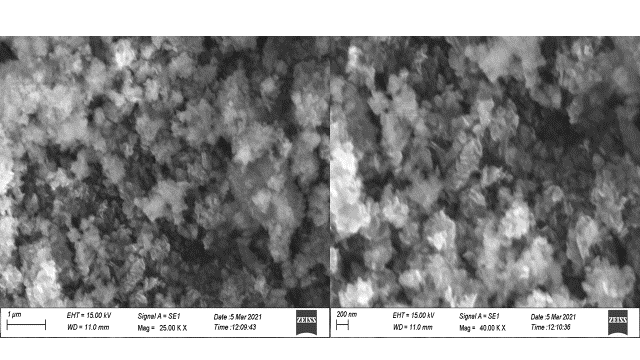 1 µm
EHT = 15.00 kV
Signal A = SE1
Date :5 Mar 2021
WD = 11.0 mm
Mag = 25.00 K X
Time :12:09:43
ZEISS
200 nm
EHT = 15.00 kV
Signal A = SE1
Date :5 Mar 2021
WD = 11.0 mm
Mag = 40.00 K X
Time :12:10:36
ZEISS